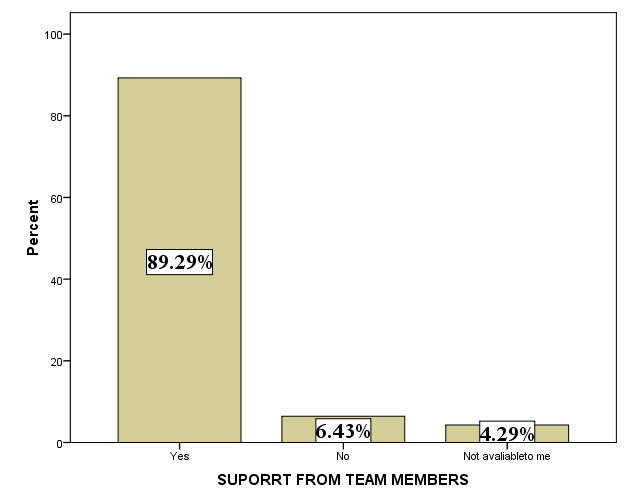 100
80
60
40
20
0
Percent
89.29%
6.43%
4.29%
Yes
No
Not avaliableto me
SUPORRT FROM TEAM MEMBERS